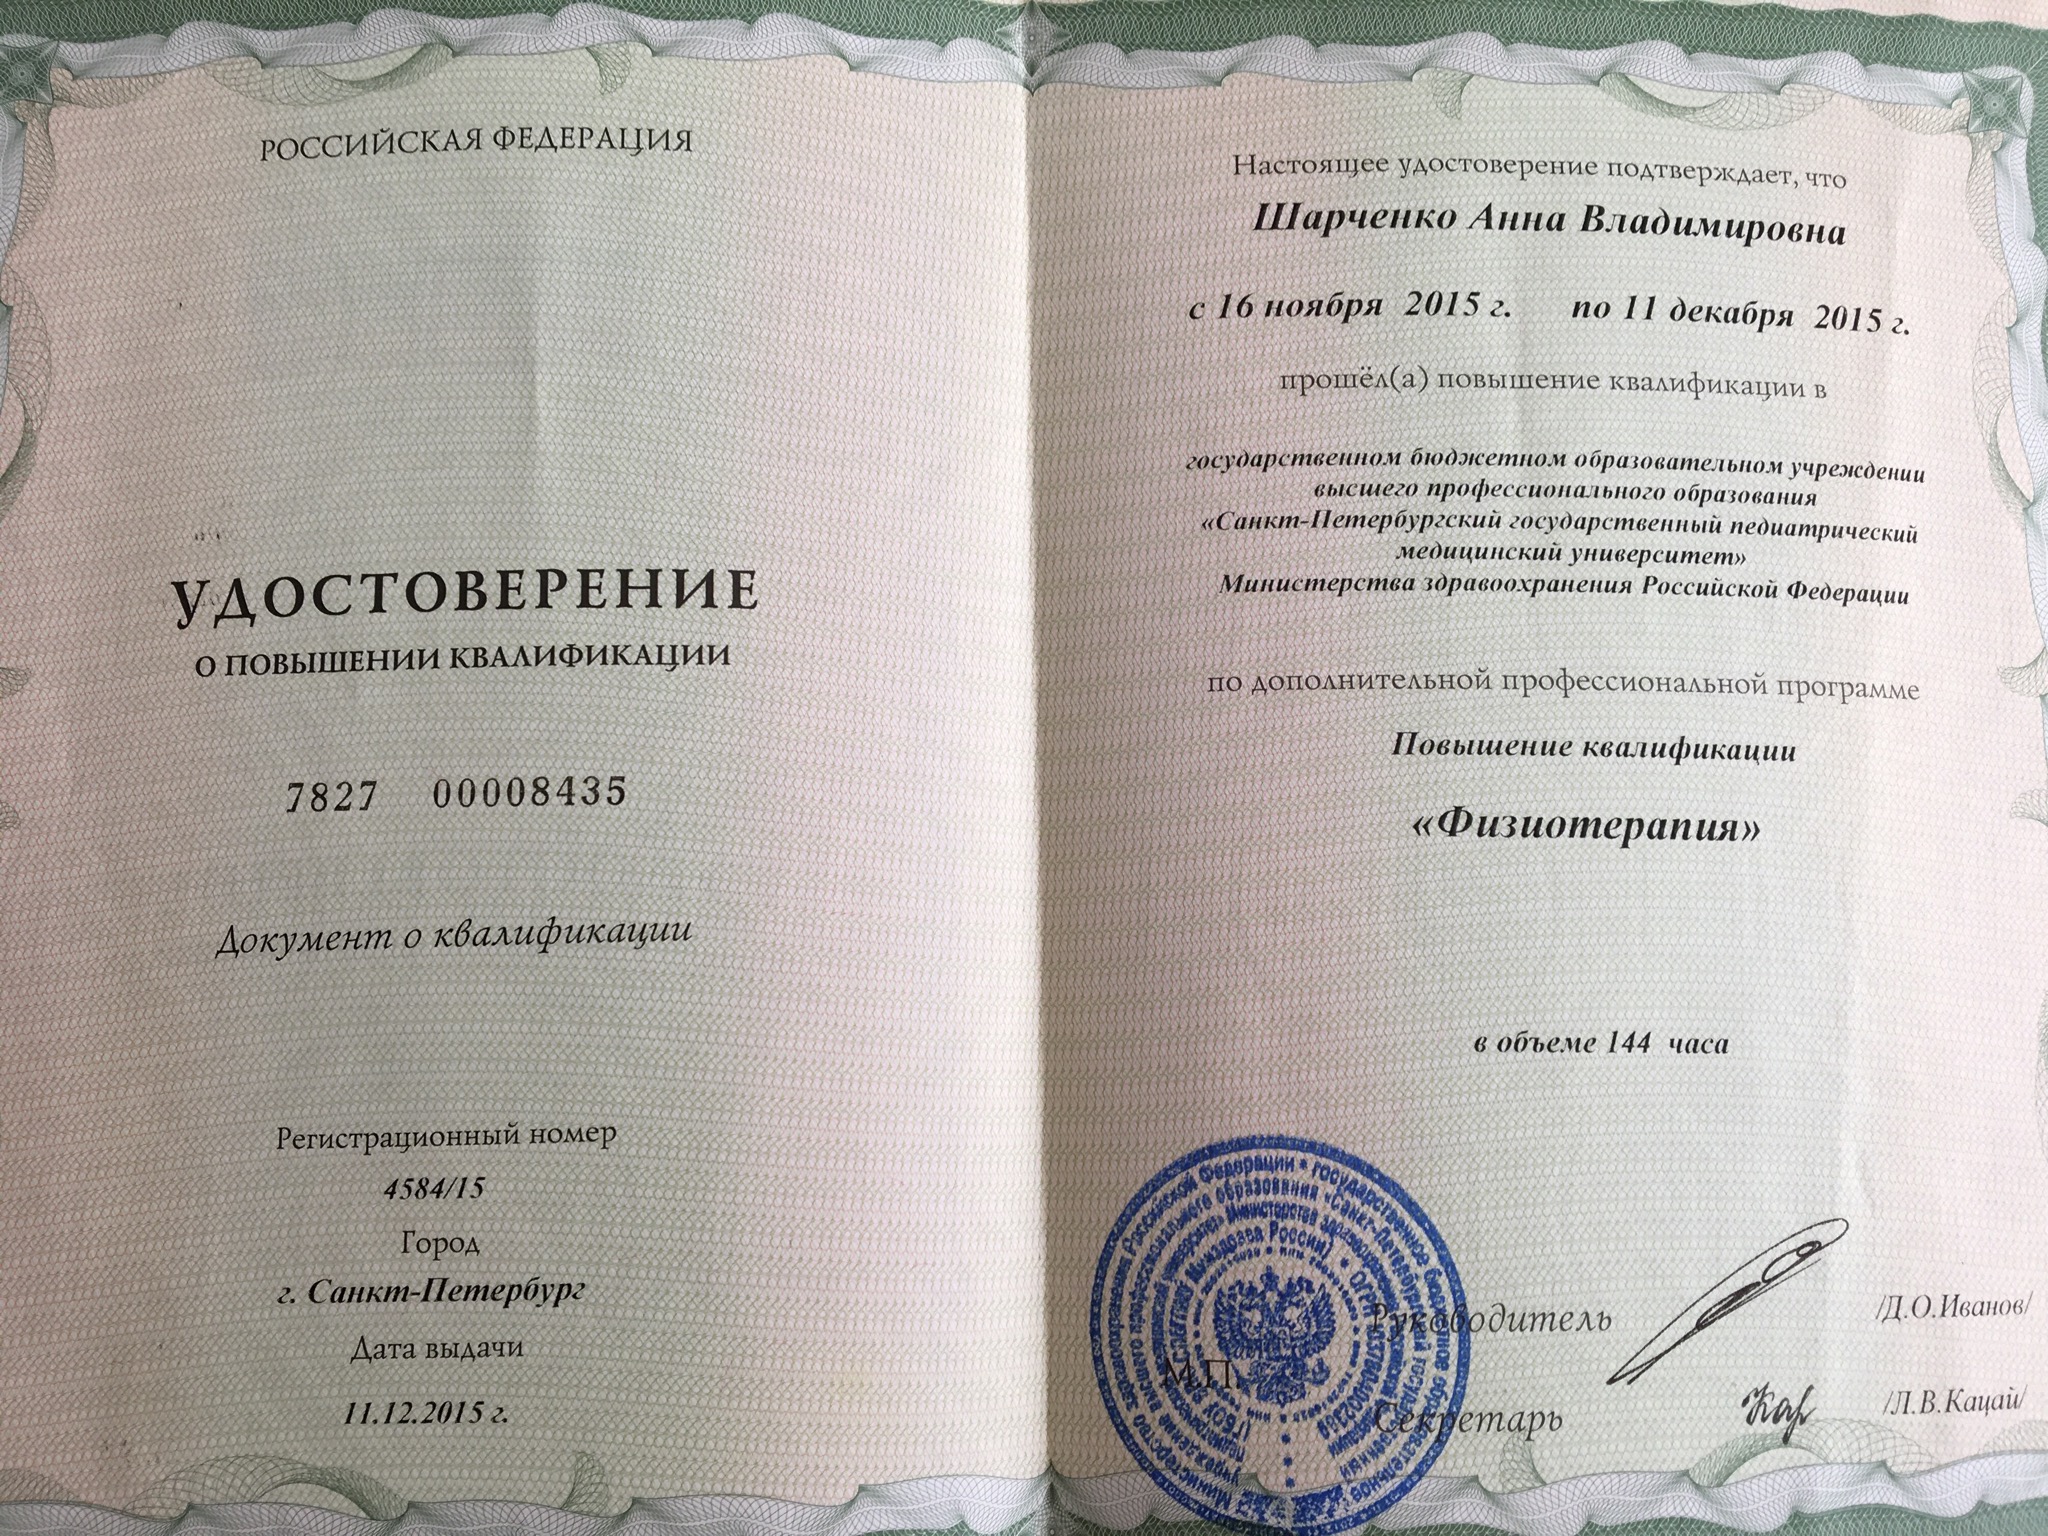 РОССИЙСКАЯ ФЕДЕРАЦИЯ
УДОСТОВЕРЕНИЕ
О ПОВЫШЕНИИ КВАЛИФИКАЦИИ
7827 00008435
Документ о квалификации
Регистрационный номер
4584/15
Город
г. Санкт-Петербург
Дата выдачи
11.12.2015 г.
Настоящее удостоверение подтверждает, что
Шарченко Анна Владимировна
с 16 ноября 2015 г. по 11 декабря 2015 г.
прошёл(а) повышение квалификации в
государственном бюджетном образовательном учреждении
высшего профессионального образования
«Санкт-Петербургский государственный педиатрический
медицинский университет»
Министерства здравоохранения Российской Федерации
по дополнительной профессиональной программе
Повышение квалификации
«Физиотерапия»
в объеме 144 часа
Руководитель /Д.О.Иванов/
М.П.
Секретарь /Л.В.Кацай/